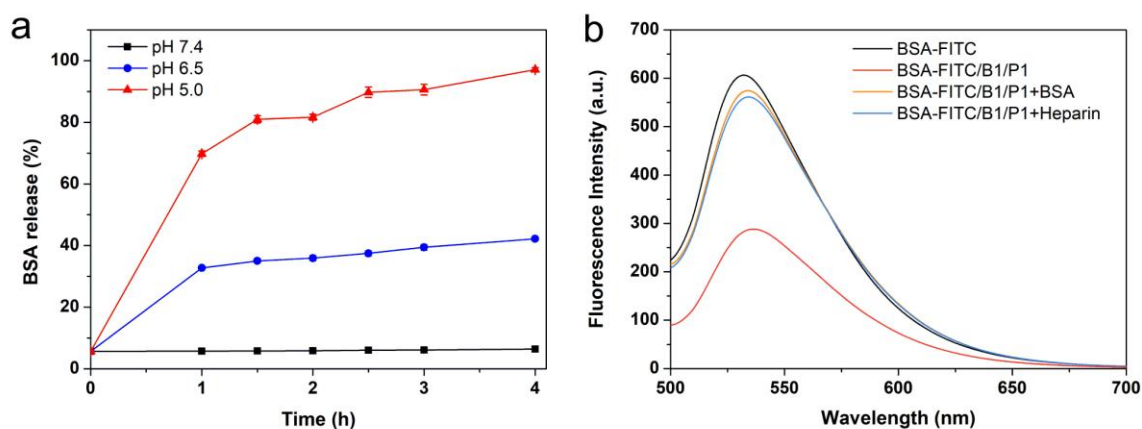 a
pH 7.4
pH 6.5
pH 5.0
100
80
60
40
20
0
0 1 2 3 4
BSA release (%)
Time (h)
b
BSA-FITC
BSA-FITC/B1/P1
BSA-FITC/B1/P1+BSA
BSA-FITC/B1/P1+Heparin
700
600
500
400
300
200
100
0
500 550 600 650 700
Fluorescence Intensity (a.u.)
Wavelength (nm)